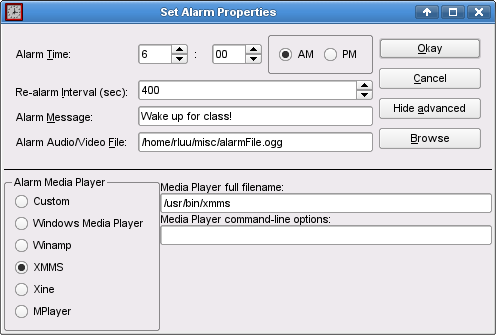 Set Alarm Properties
Alarm Time: 6 : 00 AM PM
Okay
Cancel
Re-alarm Interval (sec): 400
Hide advanced
Alarm Message: Wake up for class!
Alarm Audio/Video File: /home/rluu/misc/alarmFile.ogg
Browse
Alarm Media Player
Custom
Windows Media Player
Winamp
XMMS
Xine
MPlayer
Media Player full filename:
/usr/bin/xmms
Media Player command-line options: